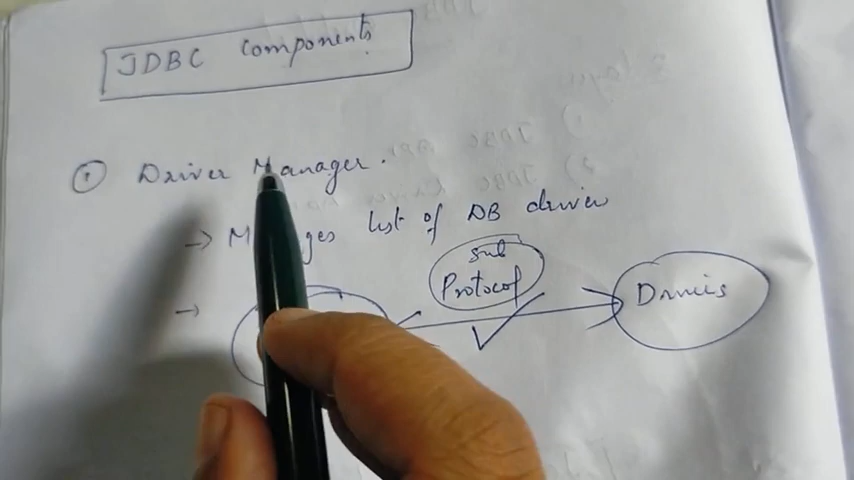 JDBC Components
① Driver Manager.
→ Manages list of DB driver
sub
Protocol
→
Drivers